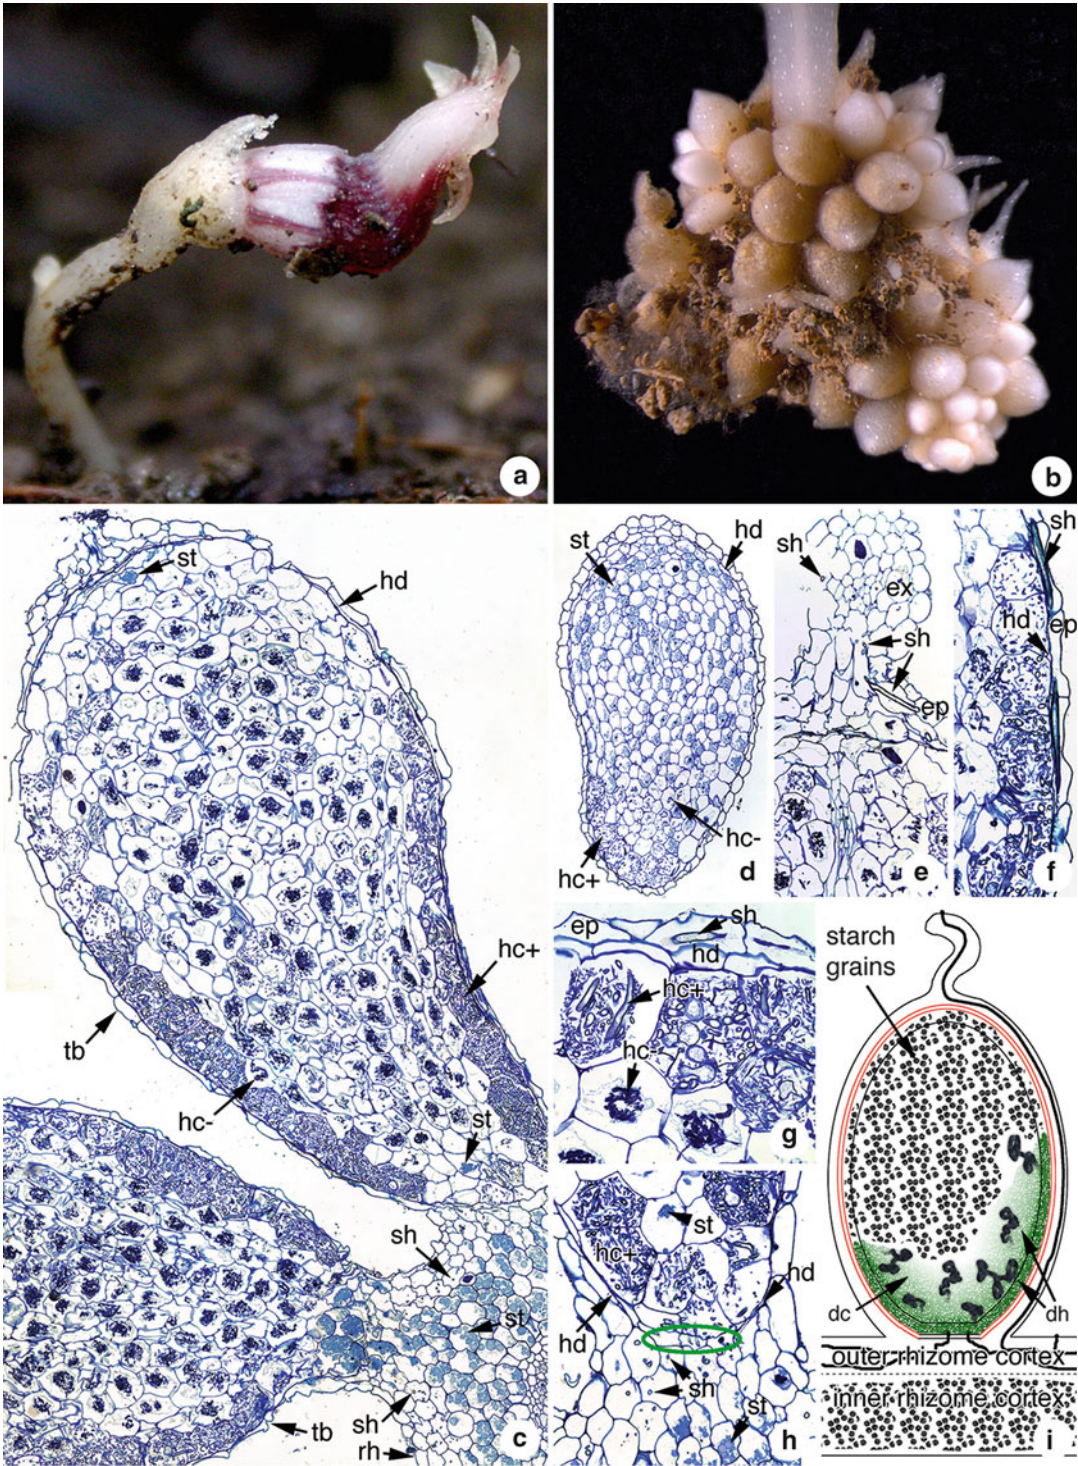 a
b
st
hd
hc+
tb
hc-
st
sh
st
sh
rh
tb
c
st
hd
hc-
hc+
d
sh
ex
sh
ep
e
sh
ep
hd
f
ep
sh
hd
hc+
hc-
g
st
hc+
hd
hd
sh
st
h
starch
grains
dc
dh
outer rhizome cortex
inner rhizome cortex
i